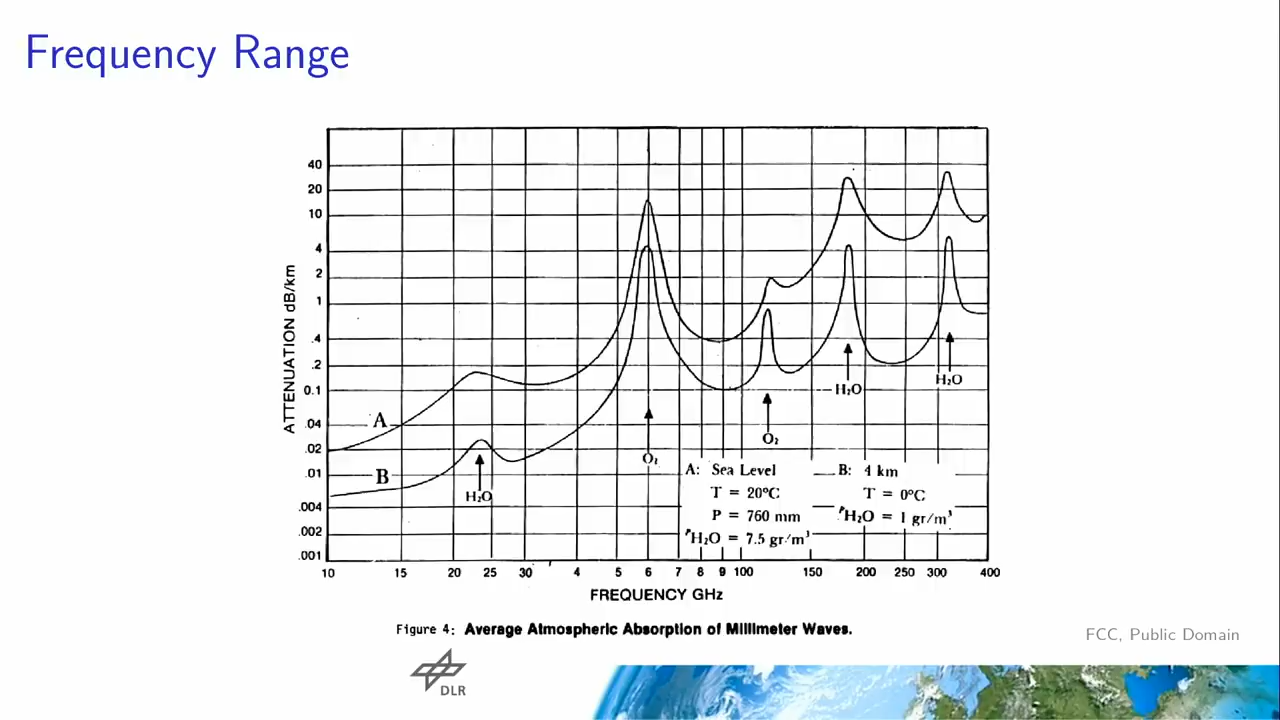 Frequency Range
40
20
10
4
2
1
.4
.2
0.1
.04
.02
.01
.004
.002
.001
ATTENUATION dB/km
A
B
H₂O
O₂
O₂
H₂O
H₂O
A: Sea Level
T = 20°C
P = 760 mm
ᴾH₂O = 7.5 gr/m³
B: 4 km
T = 0°C
ᴾH₂O = 1 gr/m³
10 15 20 25 30 4 5 6 7 8 9 100 150 200 250 300 400
FREQUENCY GHz
Figure 4: Average Atmospheric Absorption of Millimeter Waves.
FCC, Public Domain
DLR